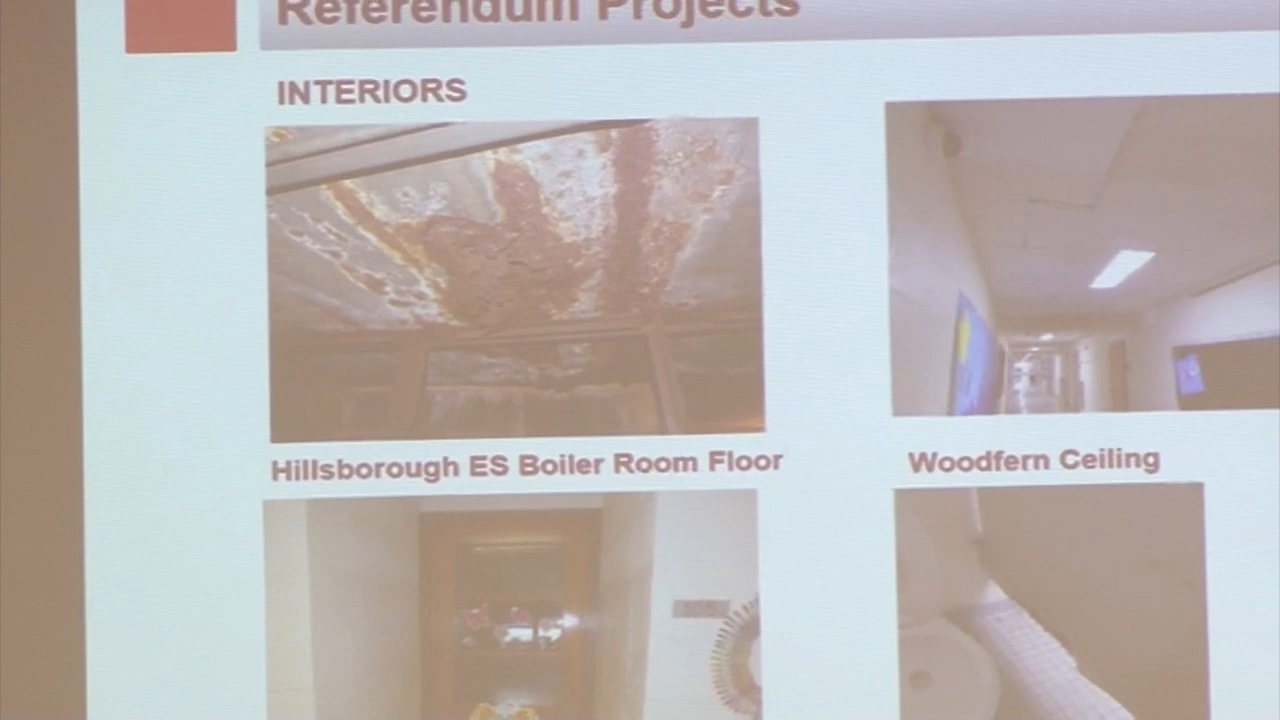 Referendum Projects
INTERIORS
Hillsborough ES Boiler Room Floor
Woodfern Ceiling